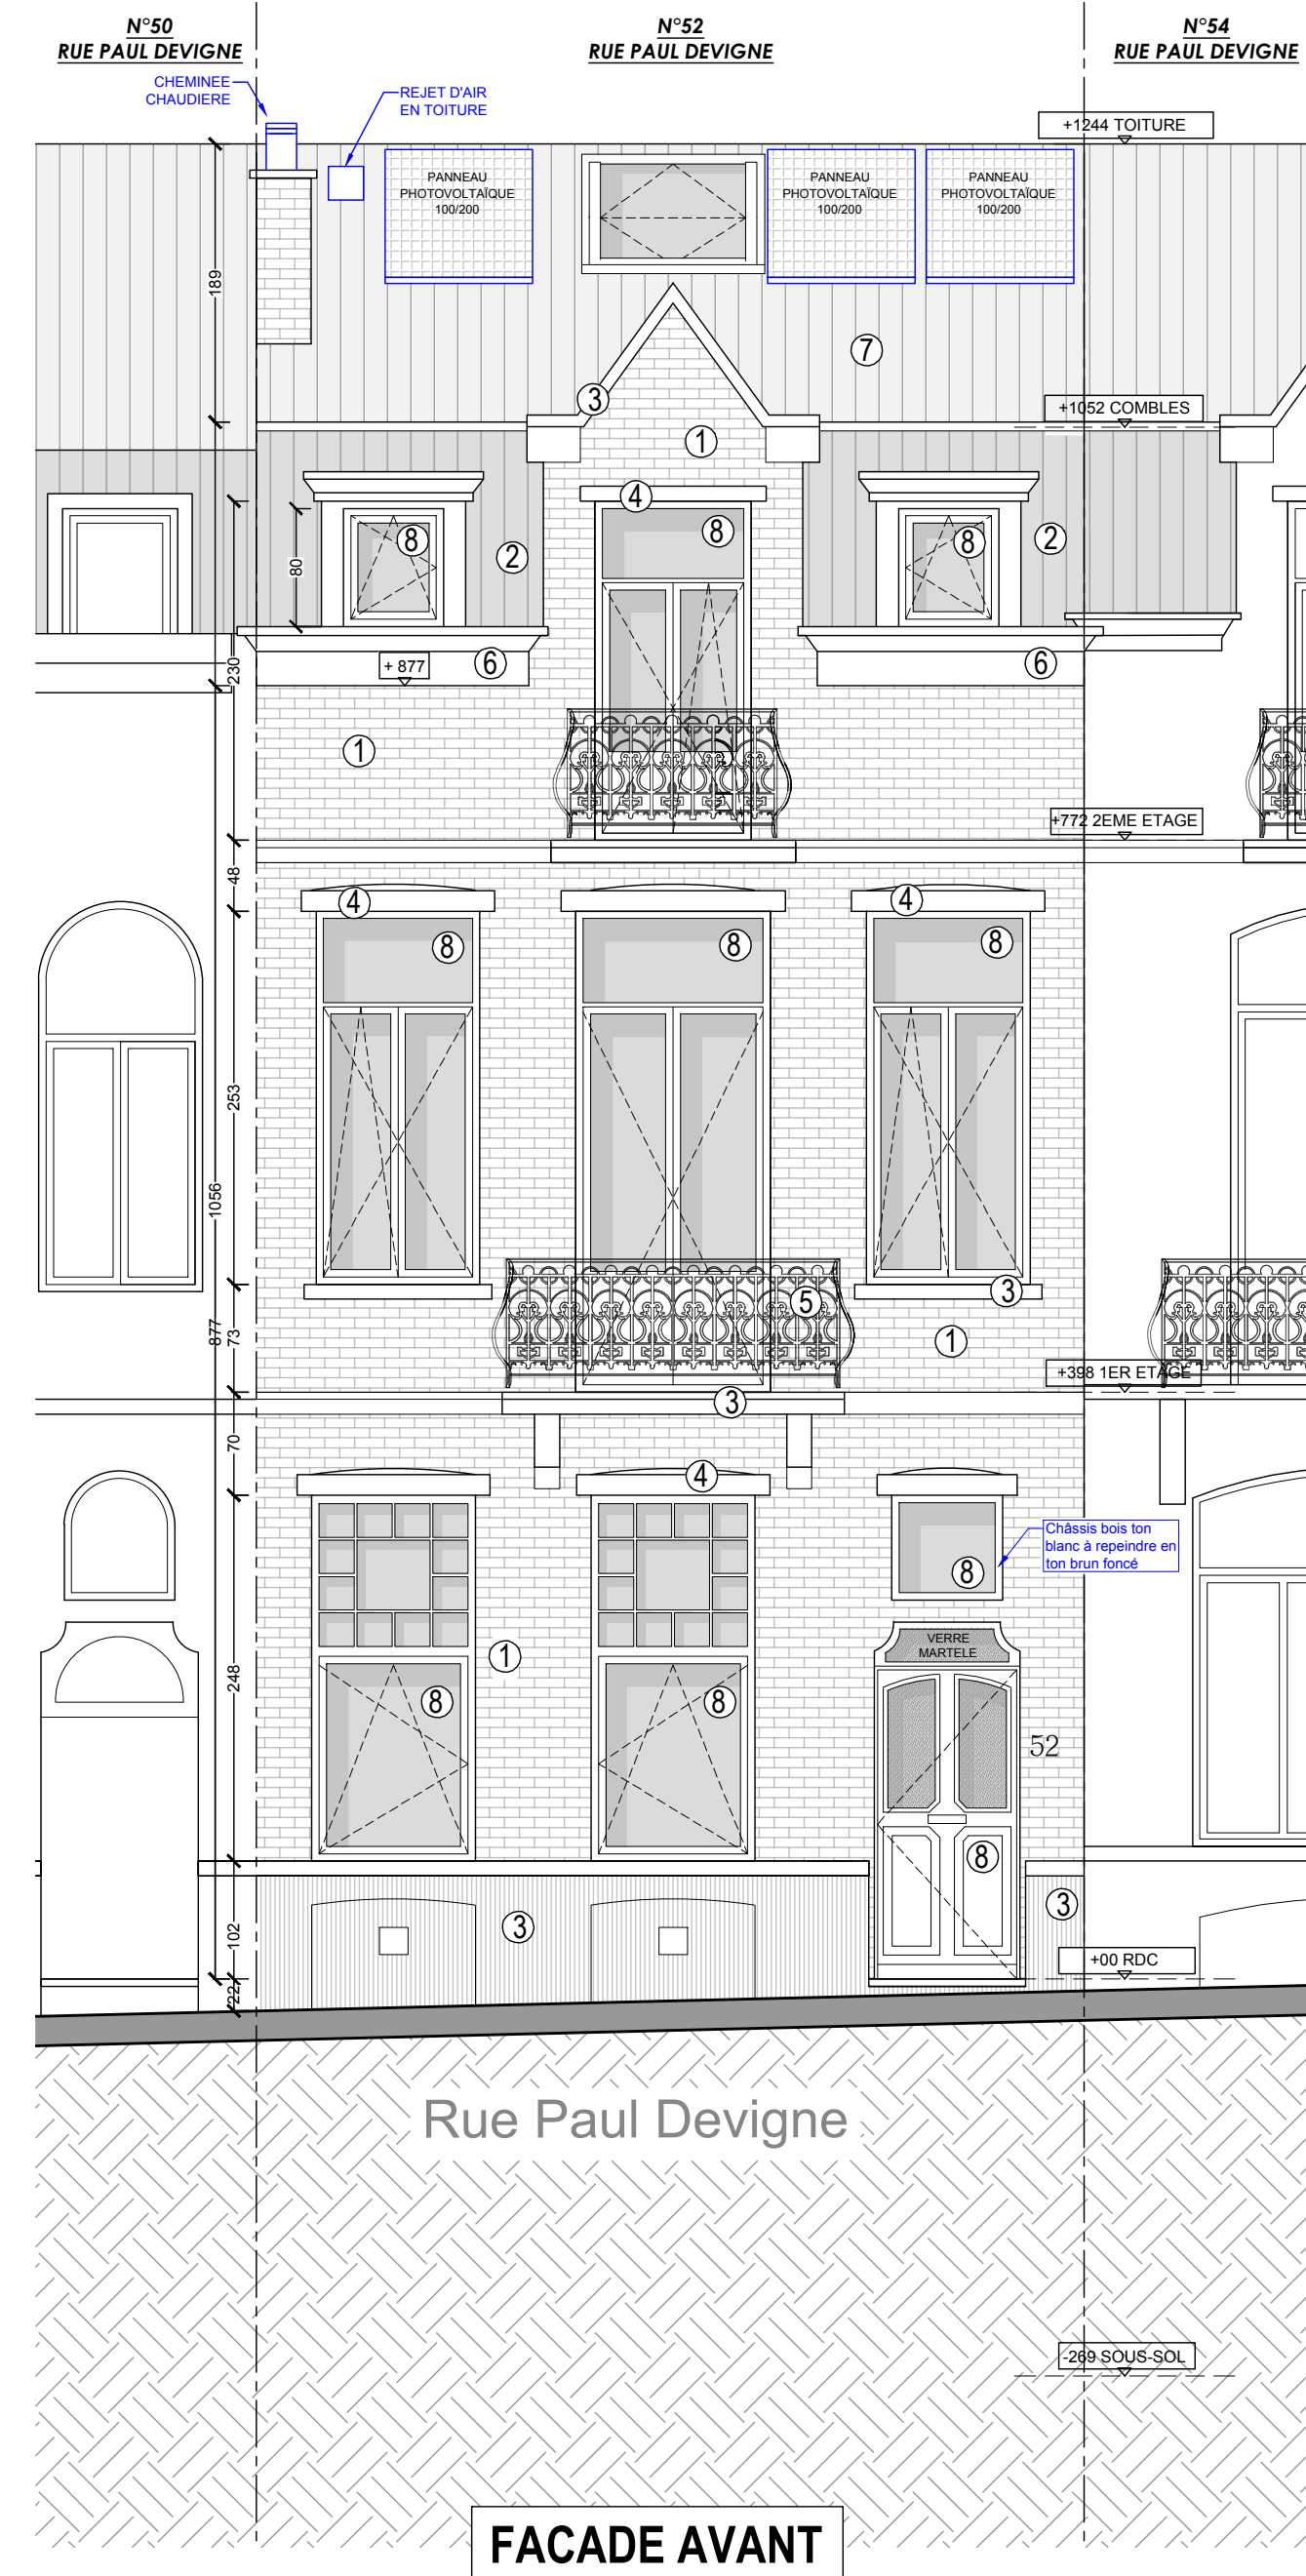 N°50
RUE PAUL DEVIGNE
N°52
RUE PAUL DEVIGNE
N°54
RUE PAUL DEVIGNE
CHEMINEE
CHAUDIERE
REJET D'AIR
EN TOITURE
+1244 TOITURE
PANNEAU
PHOTOVOLTAÏQUE
100/200
PANNEAU
PHOTOVOLTAÏQUE
100/200
PANNEAU
PHOTOVOLTAÏQUE
100/200
189
7
3
+1052 COMBLES
1
4
8
8
8
2
2
80
230
+ 877
6
6
1
+772 2EME ETAGE
48
4
4
8
8
8
253
1056
877
73
5
3
1
+398 1ER ETAGE
3
70
4
Châssis bois ton
blanc à repeindre en
ton brun foncé
8
VERRE
MARTELE
1
248
8
8
52
8
3
3
102
+00 RDC
22
Rue Paul Devigne
-269 SOUS-SOL
FACADE AVANT